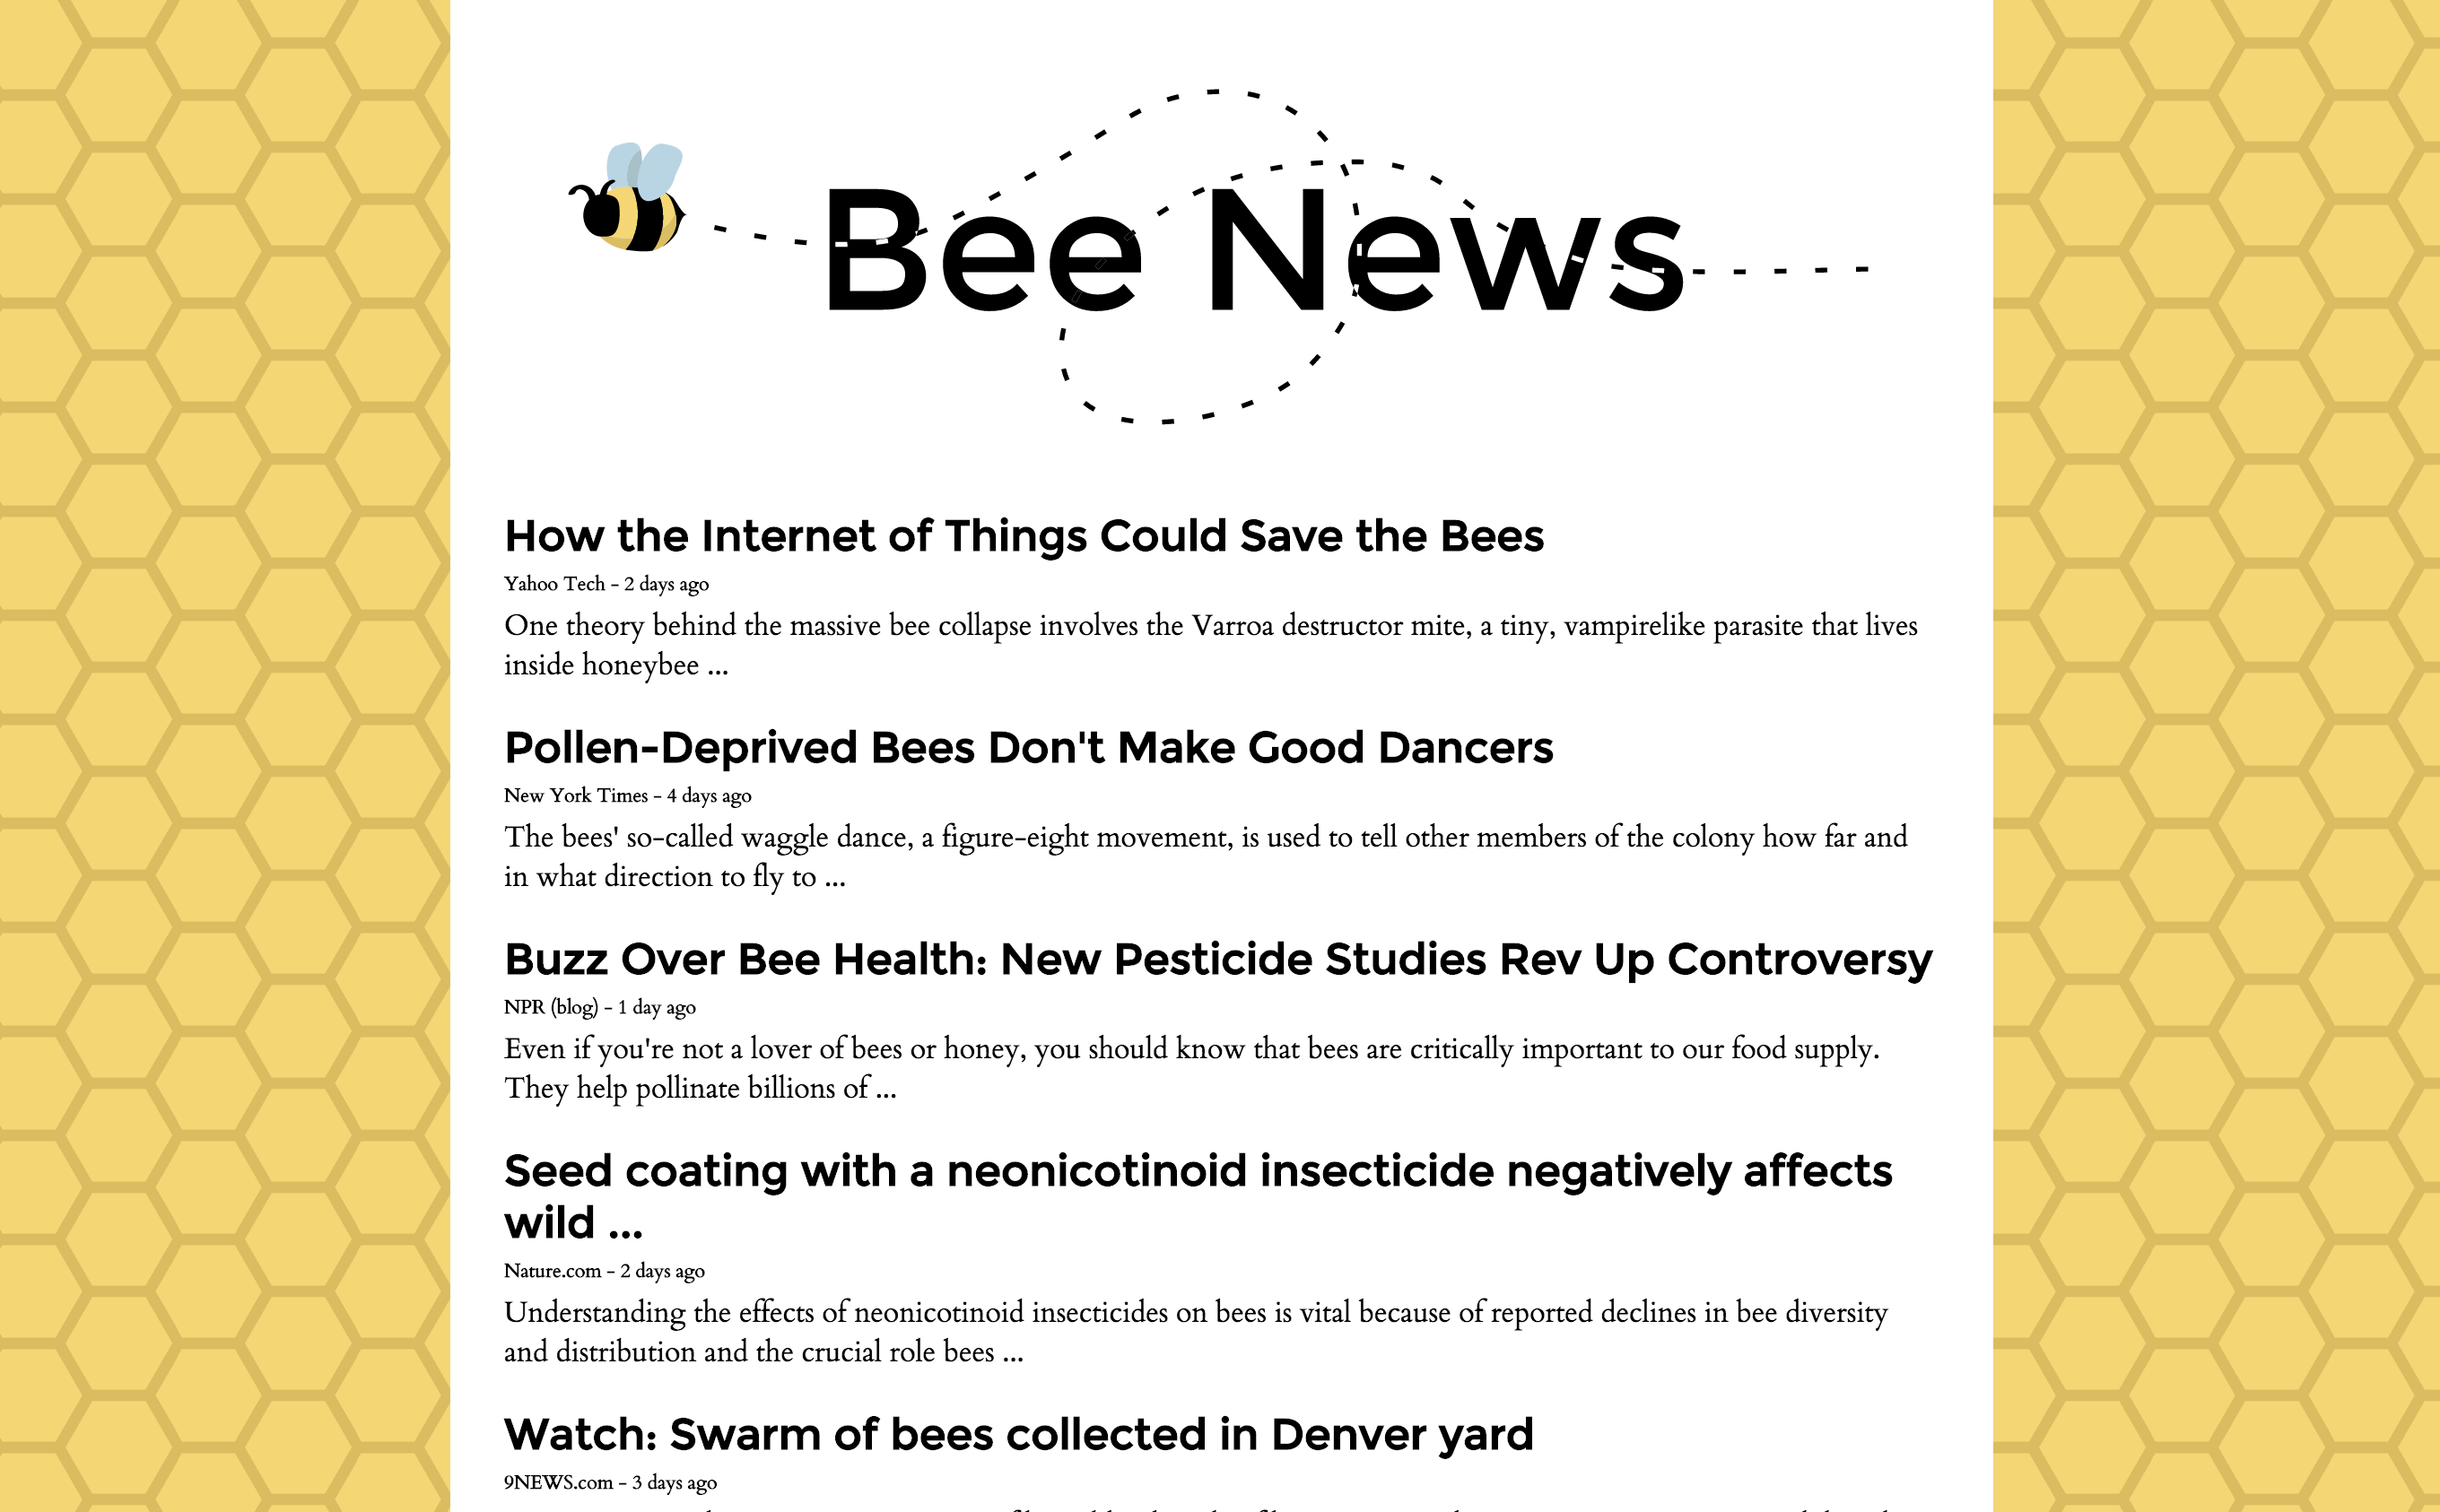 Bee News
How the Internet of Things Could Save the Bees
Yahoo Tech - 2 days ago
One theory behind the massive bee collapse involves the Varroa destructor mite, a tiny, vampirelike parasite that lives
inside honeybee ...
Pollen-Deprived Bees Don't Make Good Dancers
New York Times - 4 days ago
The bees' so-called waggle dance, a figure-eight movement, is used to tell other members of the colony how far and
in what direction to fly to ...
Buzz Over Bee Health: New Pesticide Studies Rev Up Controversy
NPR (blog) - 1 day ago
Even if you're not a lover of bees or honey, you should know that bees are critically important to our food supply.
They help pollinate billions of ...
Seed coating with a neonicotinoid insecticide negatively affects
wild ...
Nature.com - 2 days ago
Understanding the effects of neonicotinoid insecticides on bees is vital because of reported declines in bee diversity
and distribution and the crucial role bees ...
Watch: Swarm of bees collected in Denver yard
9NEWS.com - 3 days ago